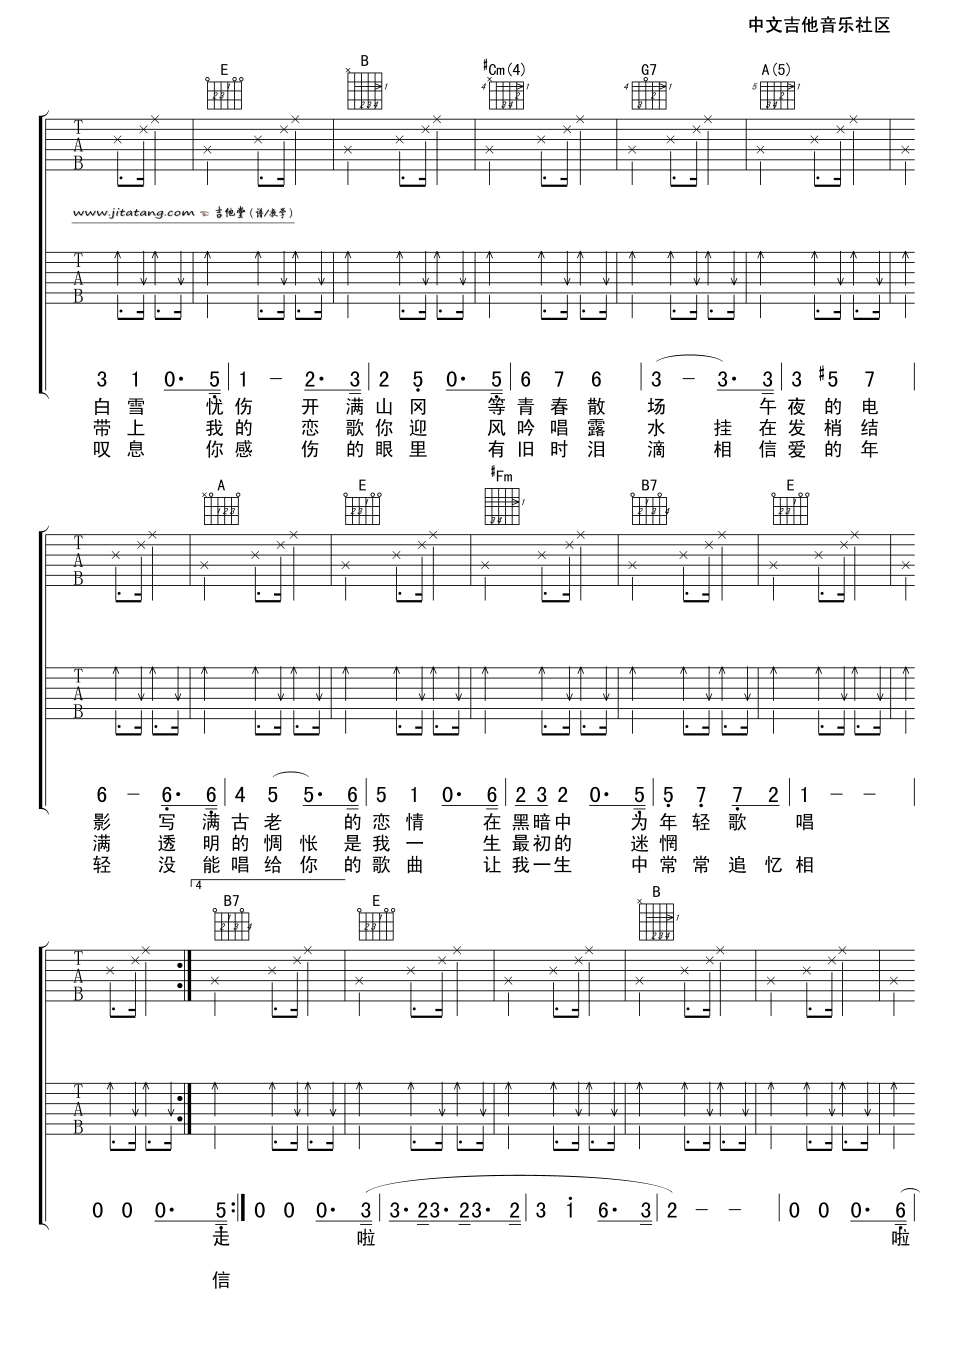 中文吉他音乐社区
E B #Cm(4) G7 A(5)
T A B
www.jitatang.com 吉他堂(谱/教学)
T A B
3 1 0· 5 | 1 - 2· 3 | 2 5 0· 5 | 6 7 6 | 3 - 3· 3 | 3 #5 7 |
白 雪 忧 伤 开 满 山 冈 等 青 春 散 场 午 夜 的 电
带 上 我 的 恋 歌 你 迎 风 吟 唱 露 水 挂 在 发 梢 结
叹 息 你 感 伤 的 眼 里 有 旧 时 泪 滴 相 信 爱 的 年
A E #Fm B7 E
T A B
T A B
6 - 6· 6 | 4 5 5· 6 | 5 1 0· 6 | 2 3 2 0· 5 | 5 7 7· 2 | 1 - - |
影 写 满 古 老 的 恋 情 在 黑 暗 中 为 年 轻 歌 唱
满 透 明 的 惆 怅 是 我 一 生 最 初 的 迷 惘
轻 没 能 唱 给 你 的 歌 曲 让 我 一 生 中 常 常 追 忆 相
4
B7 E B
T A B
T A B
0 0 0· 5 :| 0 0 0· 3 | 3· 2 3· 2 3· 2 | 3 1 6· 3 | 2 - - | 0 0 0· 6
走 啦 啦
信